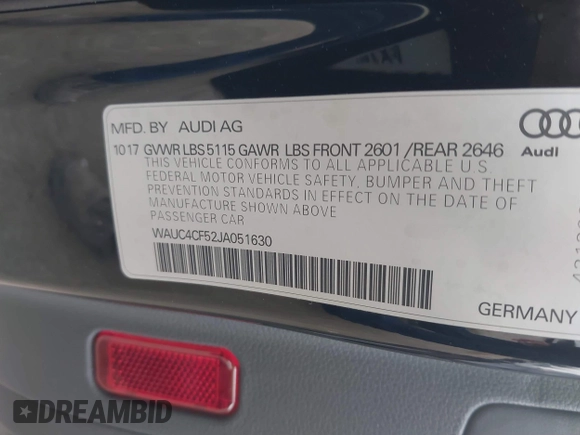 MFD. BY AUDI AG
1017 GVWR LBS 5115 GAWR LBS FRONT 2601 /REAR 2646
THIS VEHICLE CONFORMS TO ALL APPLICABLE U.S.
FEDERAL MOTOR VEHICLE SAFETY, BUMPER AND THEFT
PREVENTION STANDARDS IN EFFECT ON THE DATE OF
MANUFACTURE SHOWN ABOVE
PASSENGER CAR
WAUC4CF52JA051630
Audi
GERMANY
DREAMBID